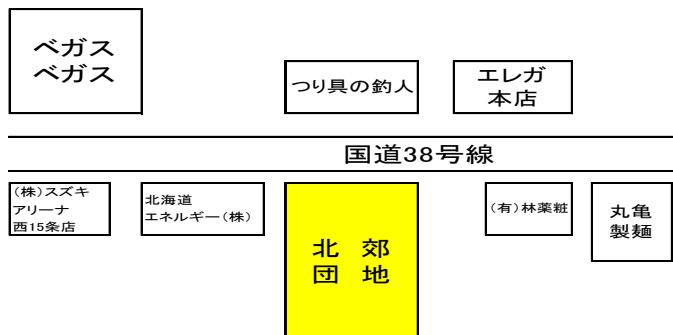 ベガス
ベガス
つり具の釣人
エレガ
本店
国道38号線
(株)スズキ
アリーナ
西15条店
北海道
エネルギー(株)
北 郊
団 地
(有)林薬粧
丸亀
製麺